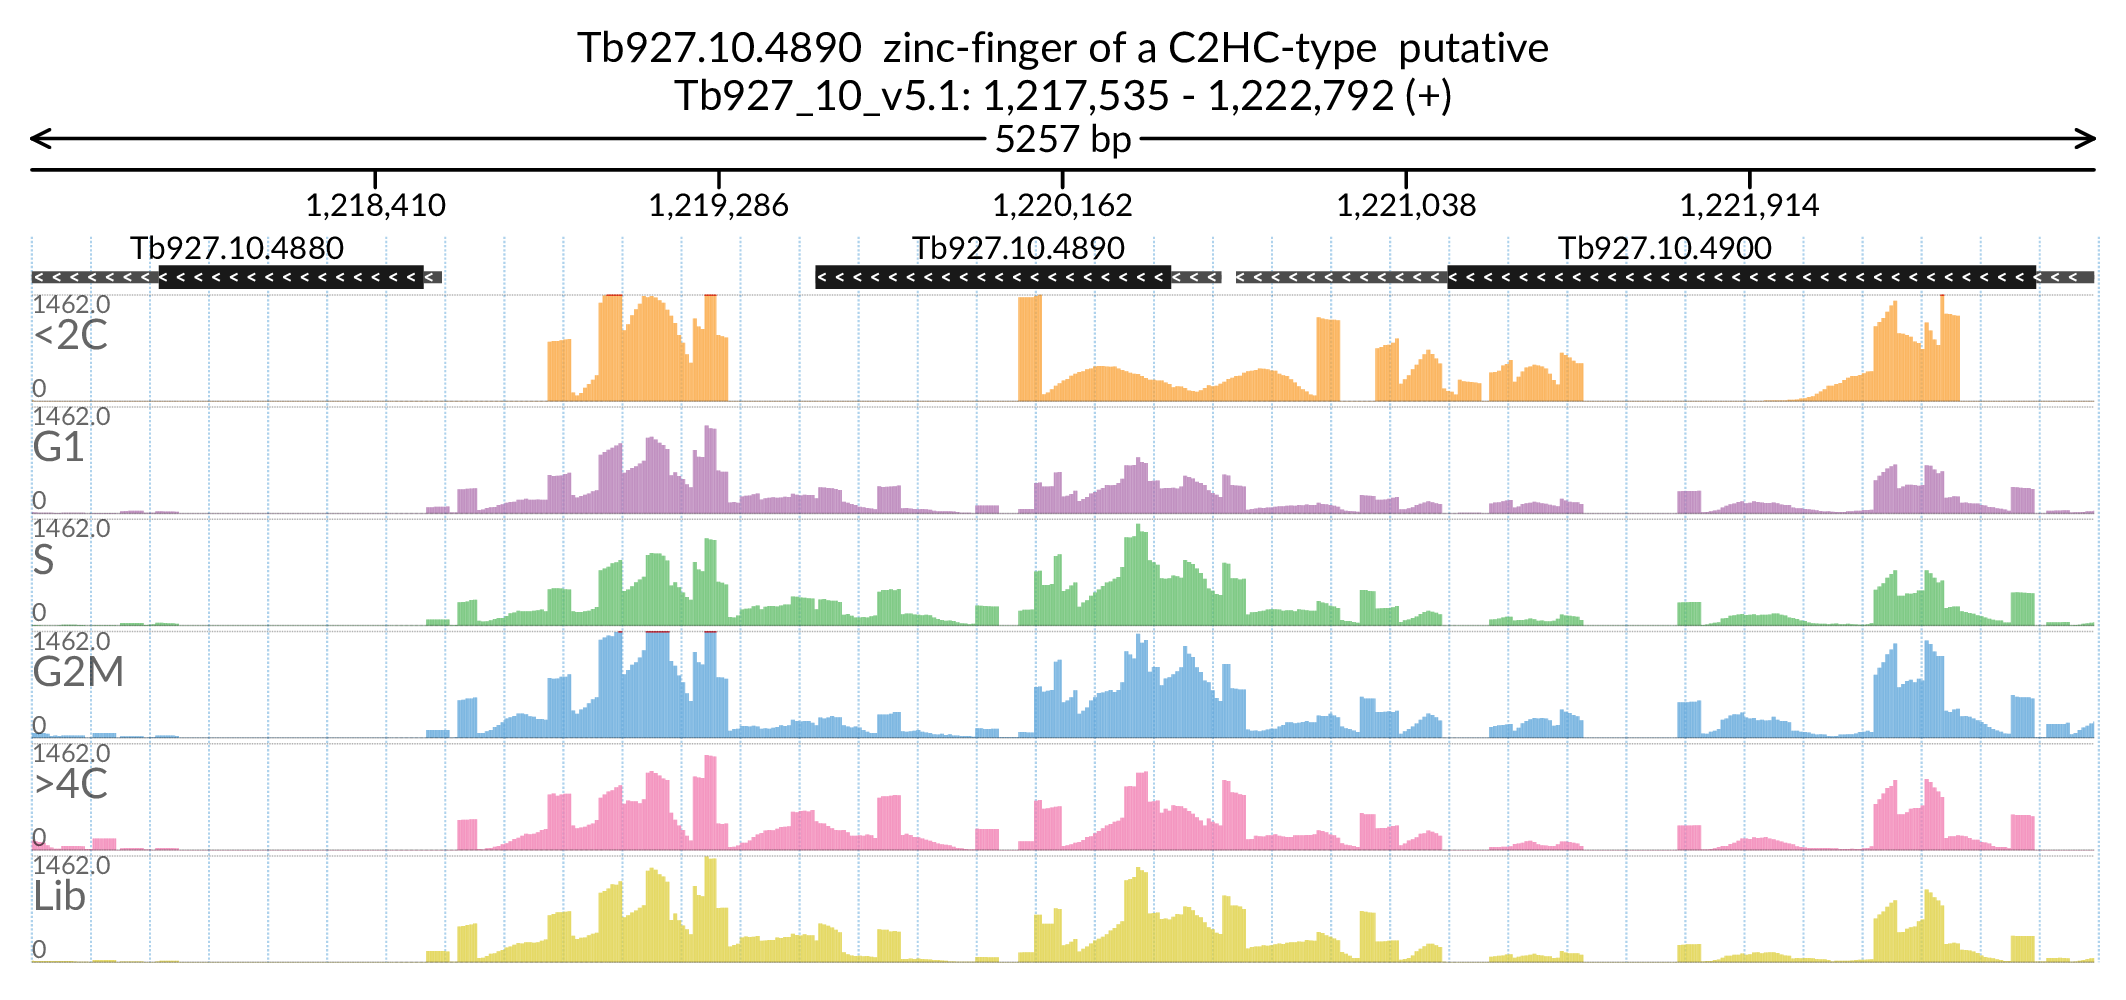 Tb927.10.4890  zinc-finger of a C2HC-type  putative
Tb927_10_v5.1: 1,217,535 - 1,222,792 (+)
5257 bp
1,218,410 1,219,286 1,220,162 1,221,038 1,221,914
Tb927.10.4880 Tb927.10.4890 Tb927.10.4900
1462.0
<2C
0
1462.0
G1
0
1462.0
S
0
1462.0
G2M
0
1462.0
>4C
0
1462.0
Lib
0